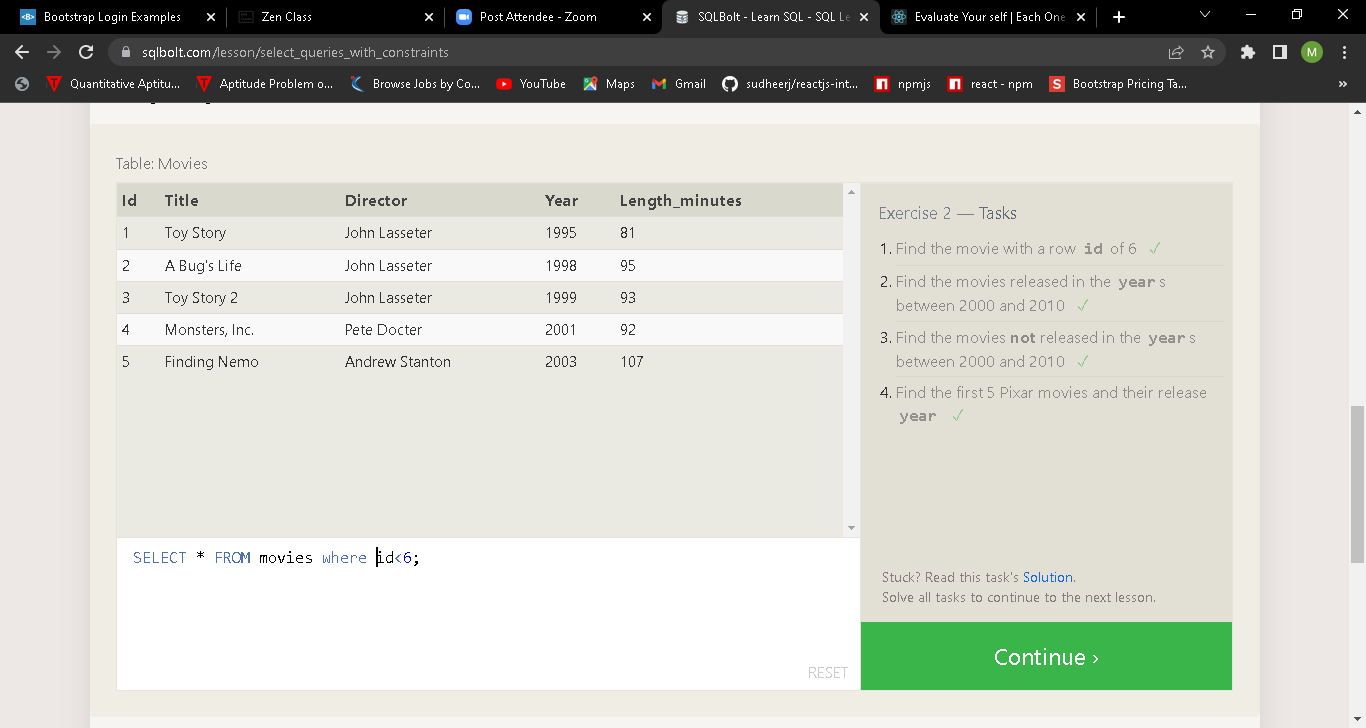 Bootstrap Login Examples
Zen Class
Post Attendee - Zoom
SQLBolt - Learn SQL - SQL Le
Evaluate Your self | Each One
sqlbolt.com/lesson/select_queries_with_constraints
M
Quantitative Aptitu...
Aptitude Problem o...
Browse Jobs by Co...
YouTube
Maps
Gmail
sudheerj/reactjs-int...
npmjs
react - npm
Bootstrap Pricing Ta...
Table: Movies
Id Title Director Year Length_minutes
1 Toy Story John Lasseter 1995 81
2 A Bug's Life John Lasseter 1998 95
3 Toy Story 2 John Lasseter 1999 93
4 Monsters, Inc. Pete Docter 2001 92
5 Finding Nemo Andrew Stanton 2003 107
SELECT * FROM movies where id<6;
RESET
Exercise 2 — Tasks
1. Find the movie with a row id of 6 ✓
2. Find the movies released in the year s
between 2000 and 2010 ✓
3. Find the movies not released in the year s
between 2000 and 2010 ✓
4. Find the first 5 Pixar movies and their release
year ✓
Stuck? Read this task's Solution.
Solve all tasks to continue to the next lesson.
Continue ›